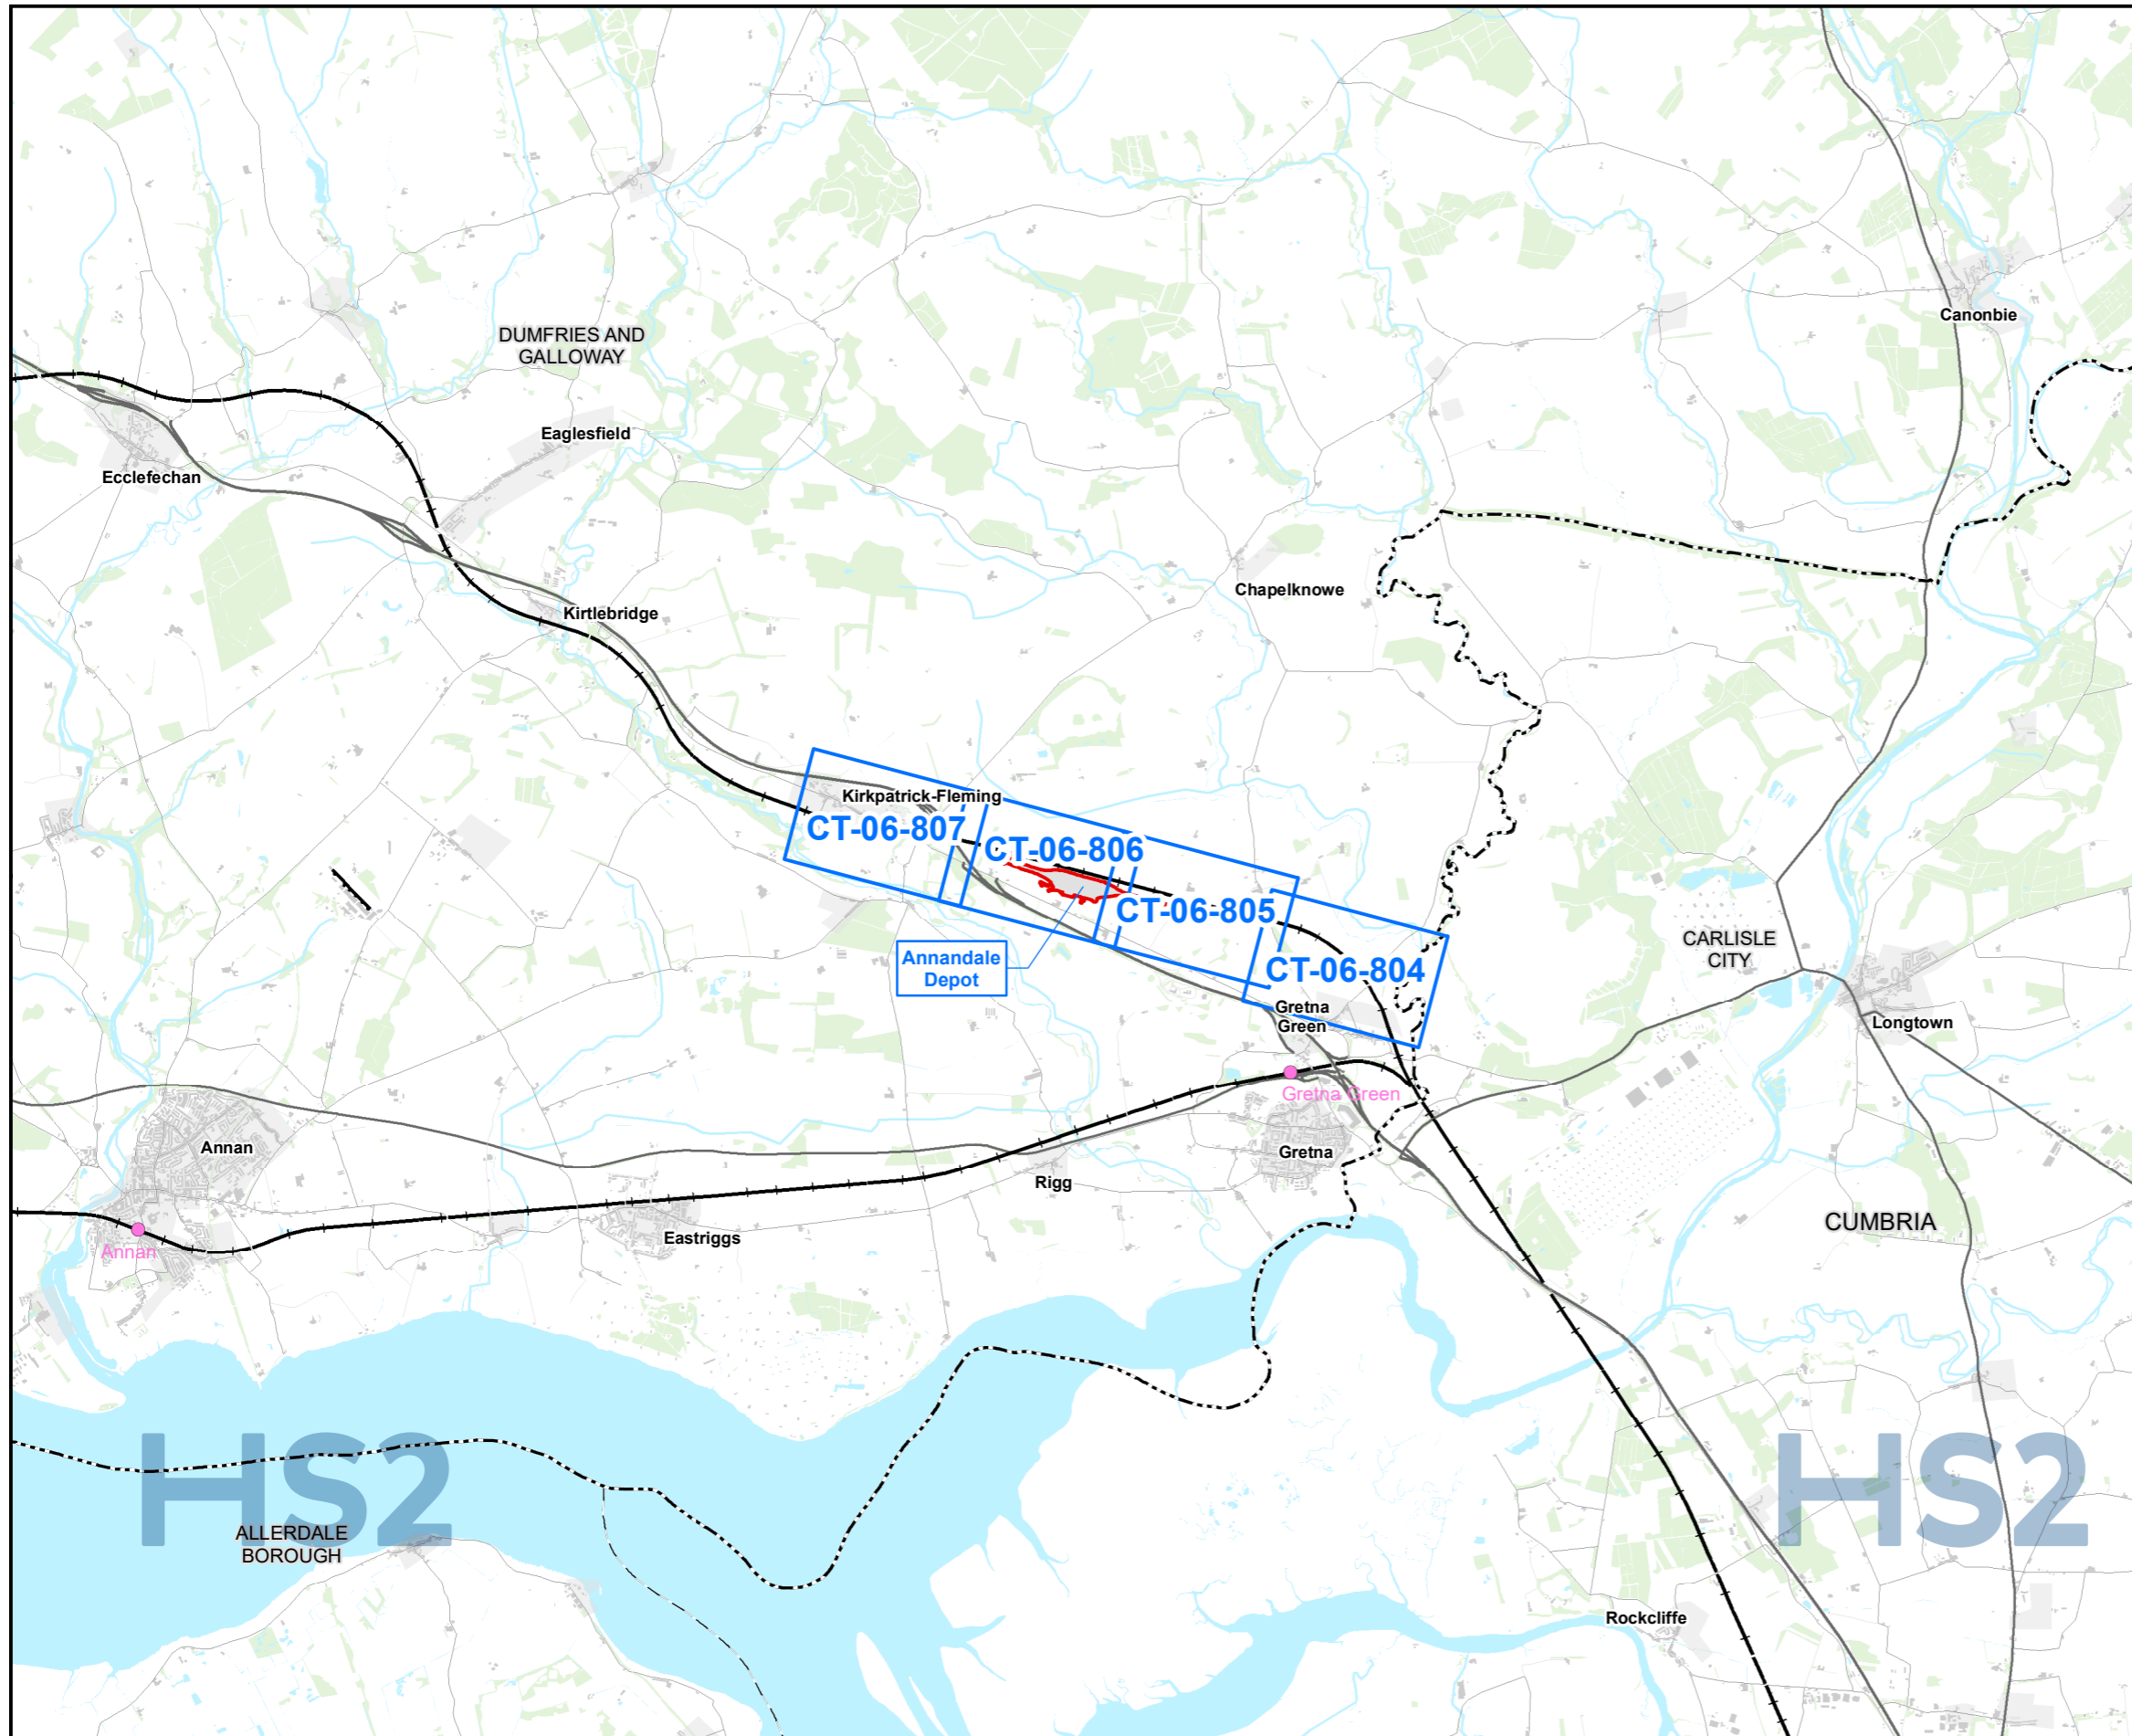 Canonbie
DUMFRIES AND
GALLOWAY
Eaglesfield
Ecclefechan
Chapelknowe
Kirtlebridge
Kirkpatrick-Fleming
CT-06-807
CT-06-806
CT-06-805
CT-06-804
Annandale
Depot
CARLISLE
CITY
Gretna
Green
Longtown
Gretna Green
Annan
Gretna
Rigg
CUMBRIA
Eastriggs
Annan
HS2
HS2
ALLERDALE
BOROUGH
Rockcliffe